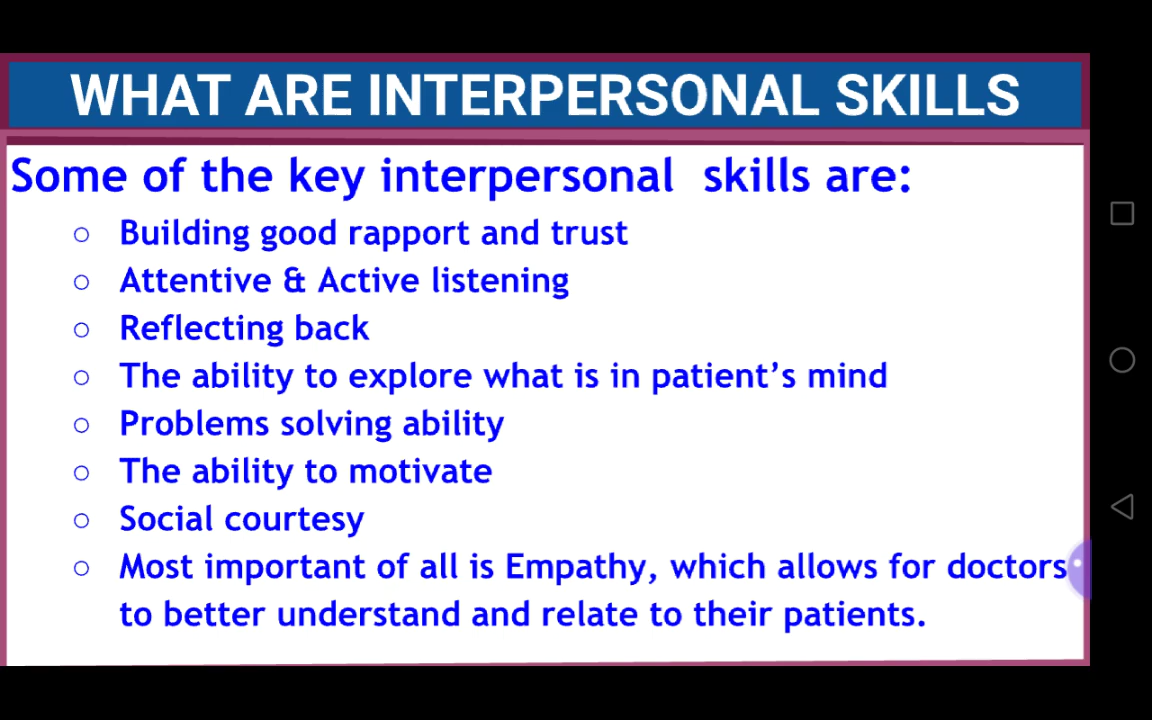 WHAT ARE INTERPERSONAL SKILLS
Some of the key interpersonal skills are:
○ Building good rapport and trust
○ Attentive & Active listening
○ Reflecting back
○ The ability to explore what is in patient’s mind
○ Problems solving ability
○ The ability to motivate
○ Social courtesy
○ Most important of all is Empathy, which allows for doctors
to better understand and relate to their patients.